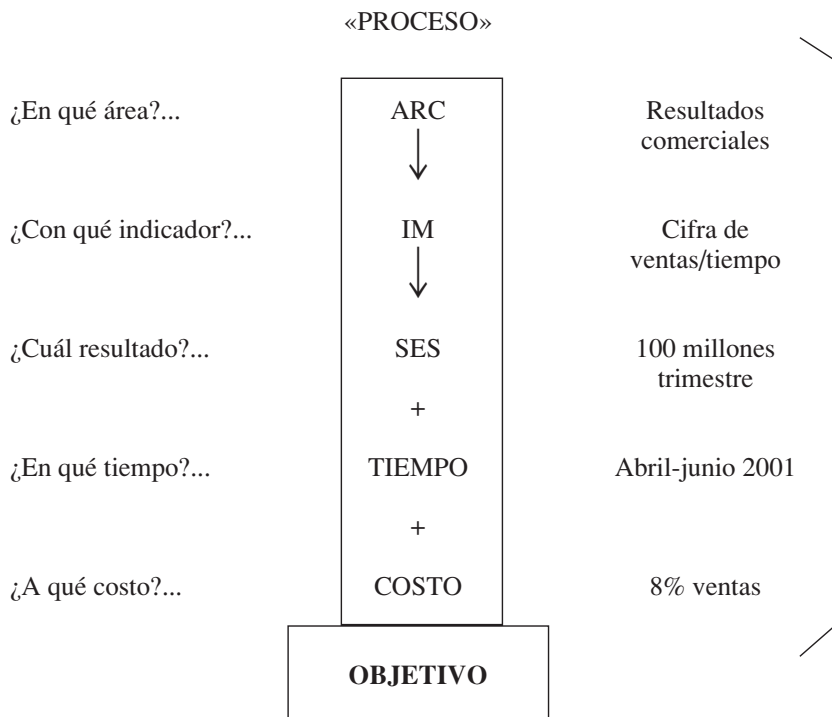 «PROCESO»
¿En qué área?... ARC Resultados
comerciales
¿Con qué indicador?... IM Cifra de
ventas/tiempo
¿Cuál resultado?... SES 100 millones
trimestre
+
¿En qué tiempo?... TIEMPO Abril-junio 2001
+
¿A qué costo?... COSTO 8% ventas
OBJETIVO